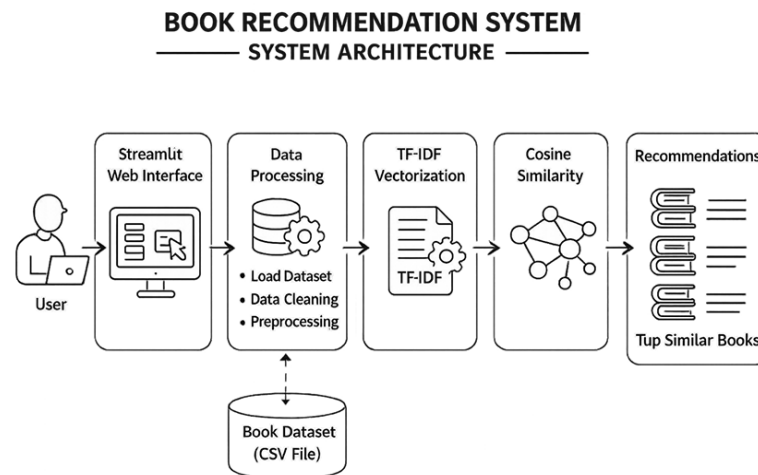 BOOK RECOMMENDATION SYSTEM
SYSTEM ARCHITECTURE
User
Streamlit
Web Interface
Data
Processing
• Load Dataset
• Data Cleaning
• Preprocessing
TF-IDF
Vectorization
TF-IDF
Cosine
Similarity
Recommendations
Tup Similar Books
Book Dataset
(CSV File)